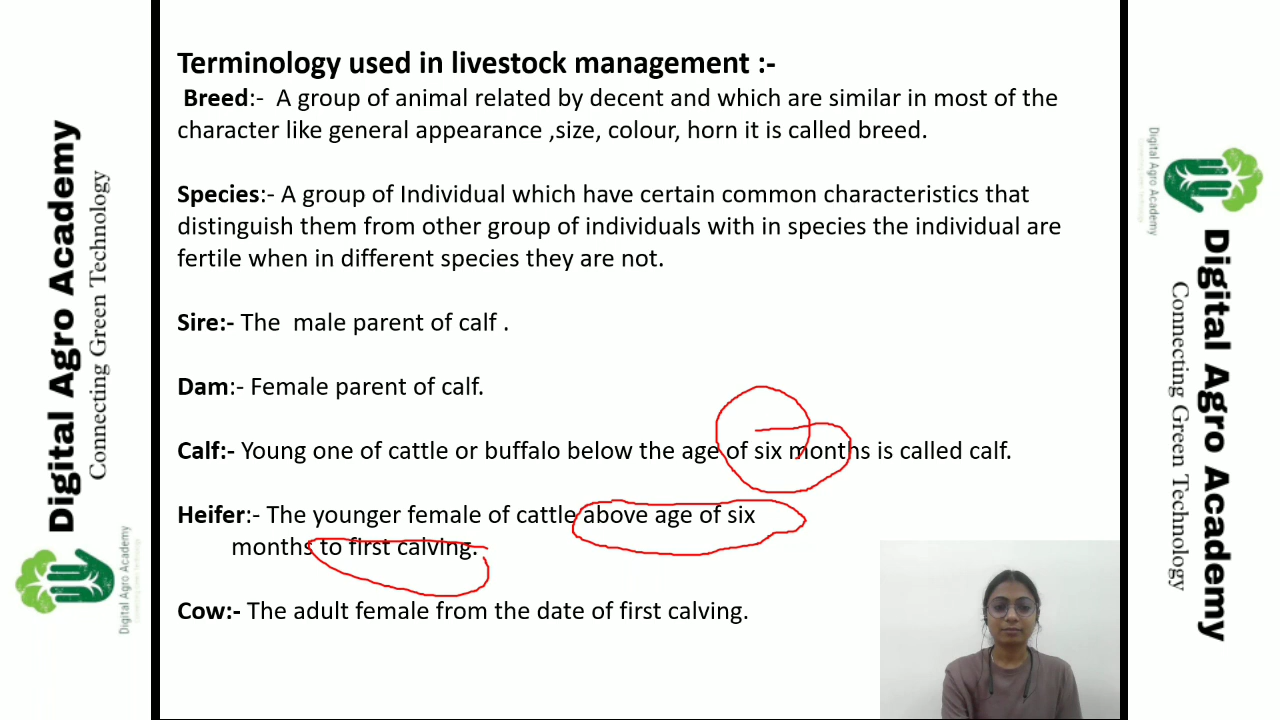 Terminology used in livestock management :-
Breed:- A group of animal related by decent and which are similar in most of the
character like general appearance ,size, colour, horn it is called breed.
Species:- A group of Individual which have certain common characteristics that
distinguish them from other group of individuals with in species the individual are
fertile when in different species they are not.
Sire:- The male parent of calf .
Dam:- Female parent of calf.
Calf:- Young one of cattle or buffalo below the age of six months is called calf.
Heifer:- The younger female of cattle above age of six
months to first calving.
Cow:- The adult female from the date of first calving.
Digital Agro Academy
Connecting Green Technology
Digital Agro Academy
Digital Agro Academy
Digital Agro Academy
Connecting Green Technology